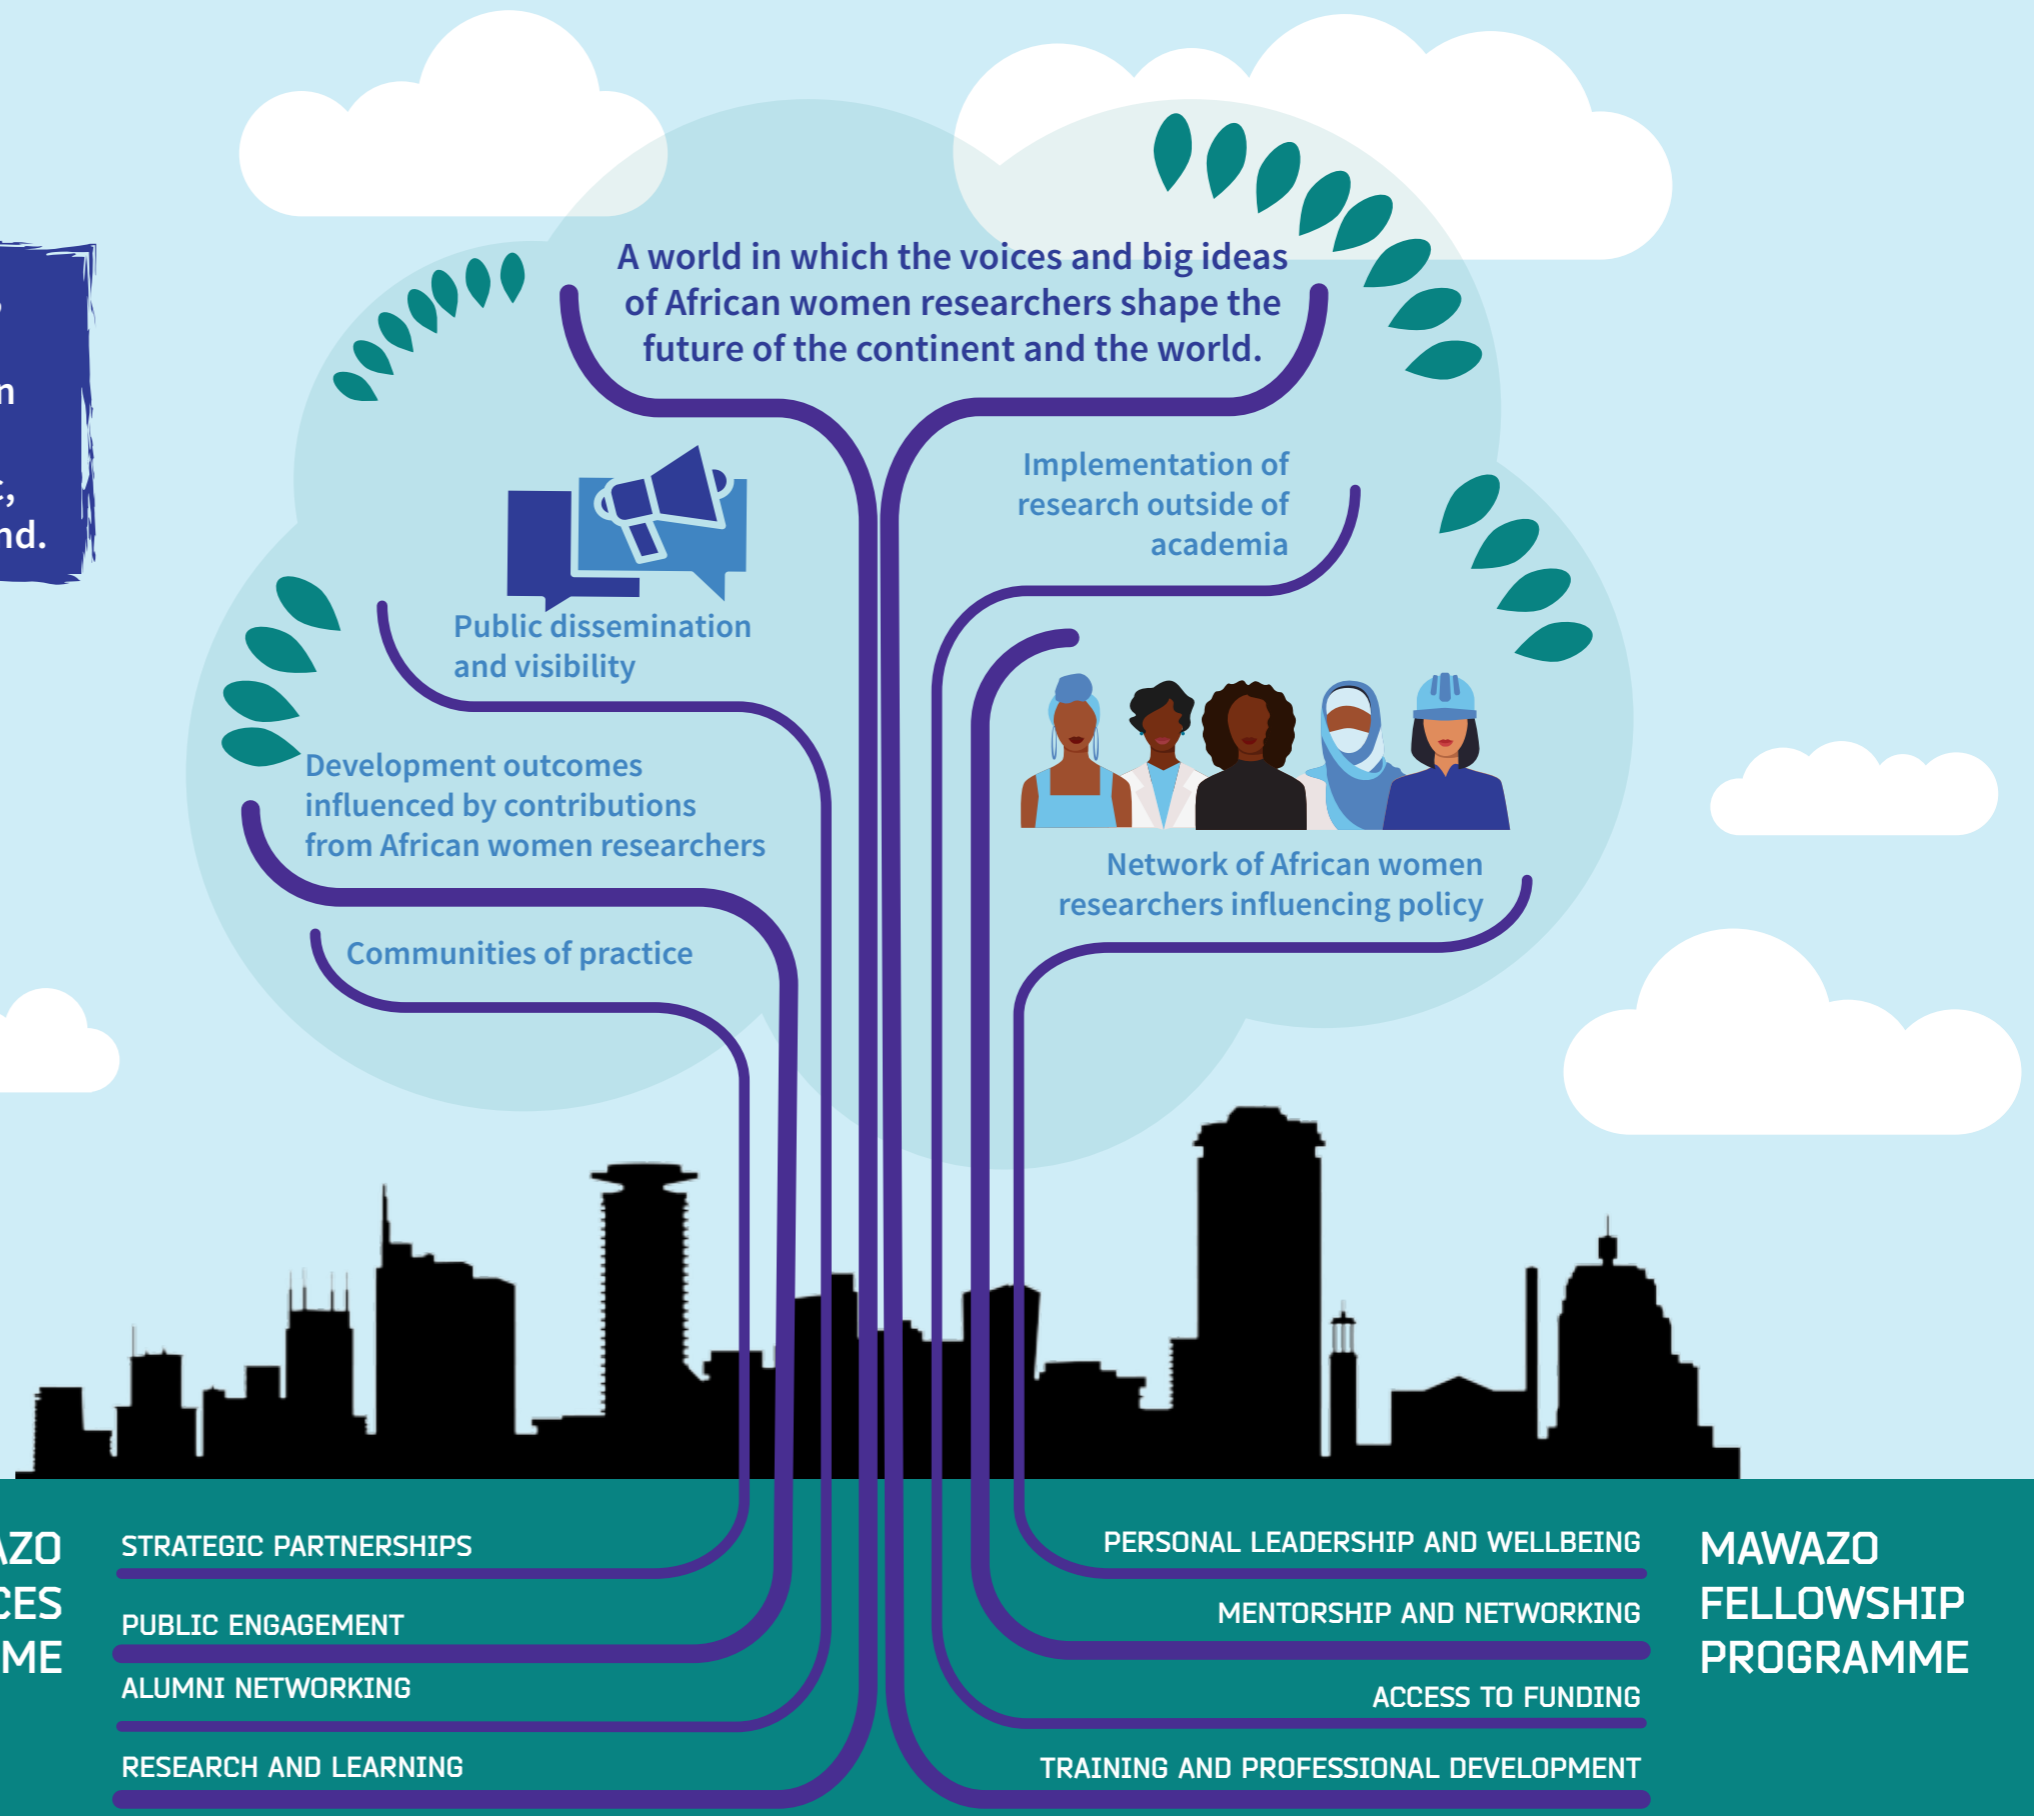 A world in which the voices and big ideas
of African women researchers shape the
future of the continent and the world.
nd.
Implementation of
research outside of
academia
Public dissemination
and visibility
Development outcomes
influenced by contributions
from African women researchers
Network of African women
researchers influencing policy
Communities of practice
STRATEGIC PARTNERSHIPS
PUBLIC ENGAGEMENT
ALUMNI NETWORKING
RESEARCH AND LEARNING
PERSONAL LEADERSHIP AND WELLBEING
MENTORSHIP AND NETWORKING
ACCESS TO FUNDING
TRAINING AND PROFESSIONAL DEVELOPMENT
MAWAZO
FELLOWSHIP
PROGRAMME